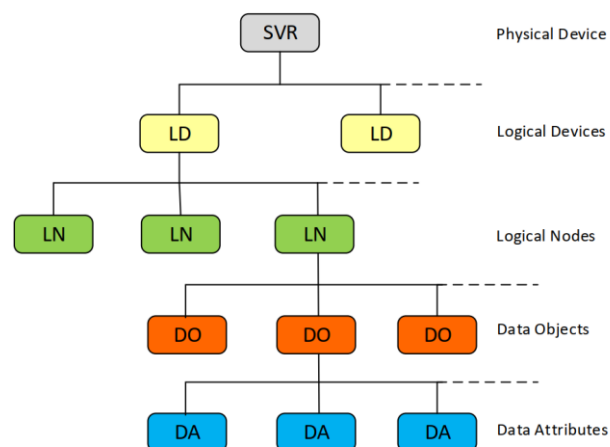 SVR
Physical Device
LD
LD
Logical Devices
LN
LN
LN
Logical Nodes
DO
DO
DO
Data Objects
DA
DA
DA
Data Attributes